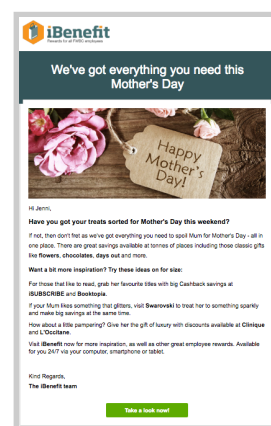 iBenefit
Rewards for all FWBC employees
We've got everything you need this
Mother's Day
Happy
Mother's
Day!
Hi Jenni,
Have you got your treats sorted for Mother's Day this weekend?
If not, then don't fret as we've got everything you need to spoil Mum for Mother's Day - all in
one place. There are great savings available at tonnes of places including those classic gifts
like flowers, chocolates, days out and more.
Want a bit more inspiration? Try these ideas on for size:
For those that like to read, grab her favourite titles with big Cashback savings at
iSUBSCRIBE and Booktopia.
If your Mum likes something that glitters, visit Swarovski to treat her to something sparkly
and make big savings at the same time.
How about a little pampering? Give her the gift of luxury with discounts available at Clinique
and L'Occitane.
Visit iBenefit now for more inspiration, as well as other great employee rewards. Available
for you 24/7 via your computer, smartphone or tablet.
Kind Regards,
The iBenefit team
Take a look now!